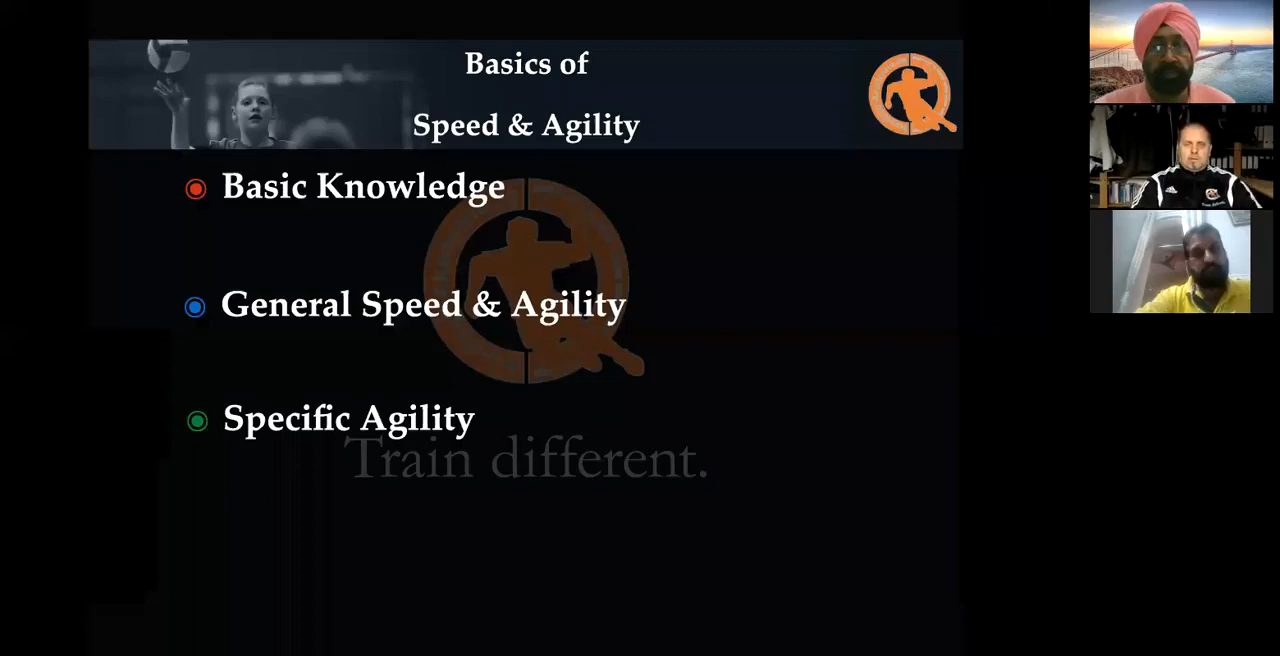 Basics of
Speed & Agility
Basic Knowledge
General Speed & Agility
Specific Agility
Train different.